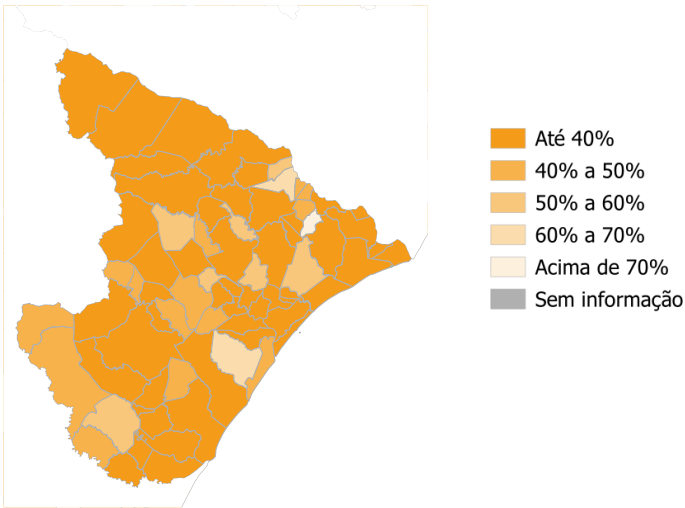 Até 40%
40% a 50%
50% a 60%
60% a 70%
Acima de 70%
Sem informação